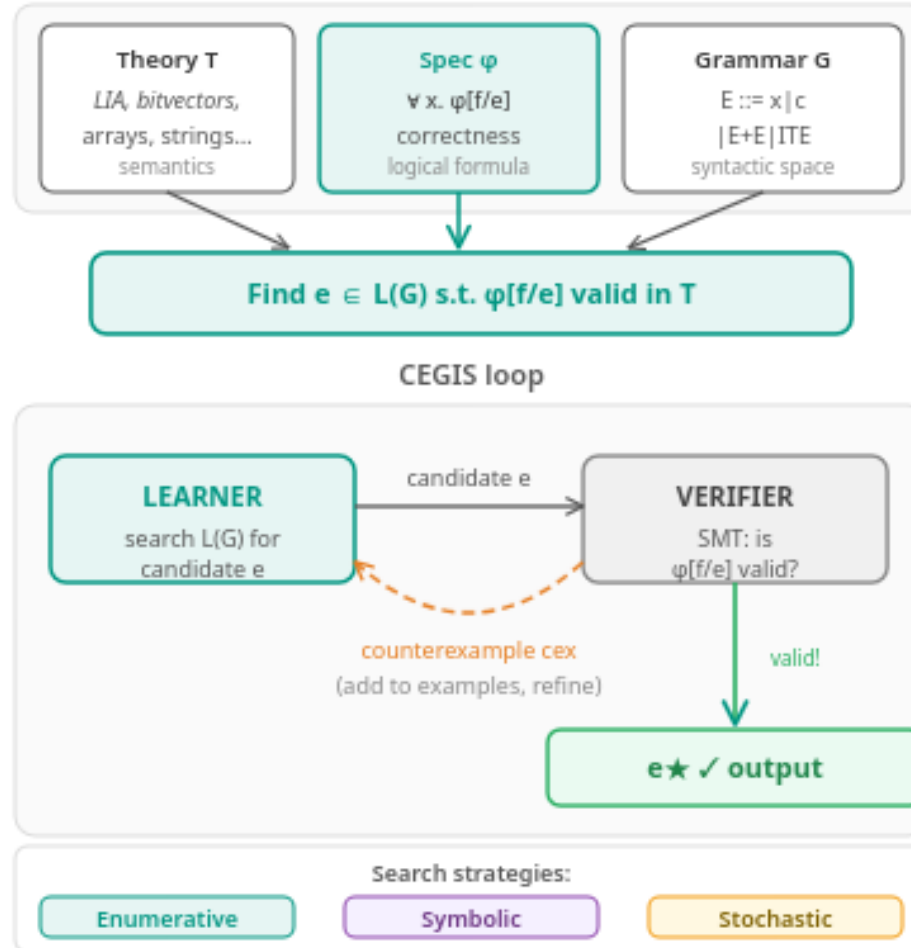 Theory T
LIA, bitvectors,
arrays, strings...
semantics
Spec φ
∀ x. φ[f/e]
correctness
logical formula
Grammar G
E ::= x|c
|E+E|ITE
syntactic space
Find e ∈ L(G) s.t. φ[f/e] valid in T
CEGIS loop
LEARNER
search L(G) for
candidate e
candidate e
VERIFIER
SMT: is
φ[f/e] valid?
counterexample cex
(add to examples, refine)
valid!
e★ ✓ output
Search strategies:
Enumerative
Symbolic
Stochastic